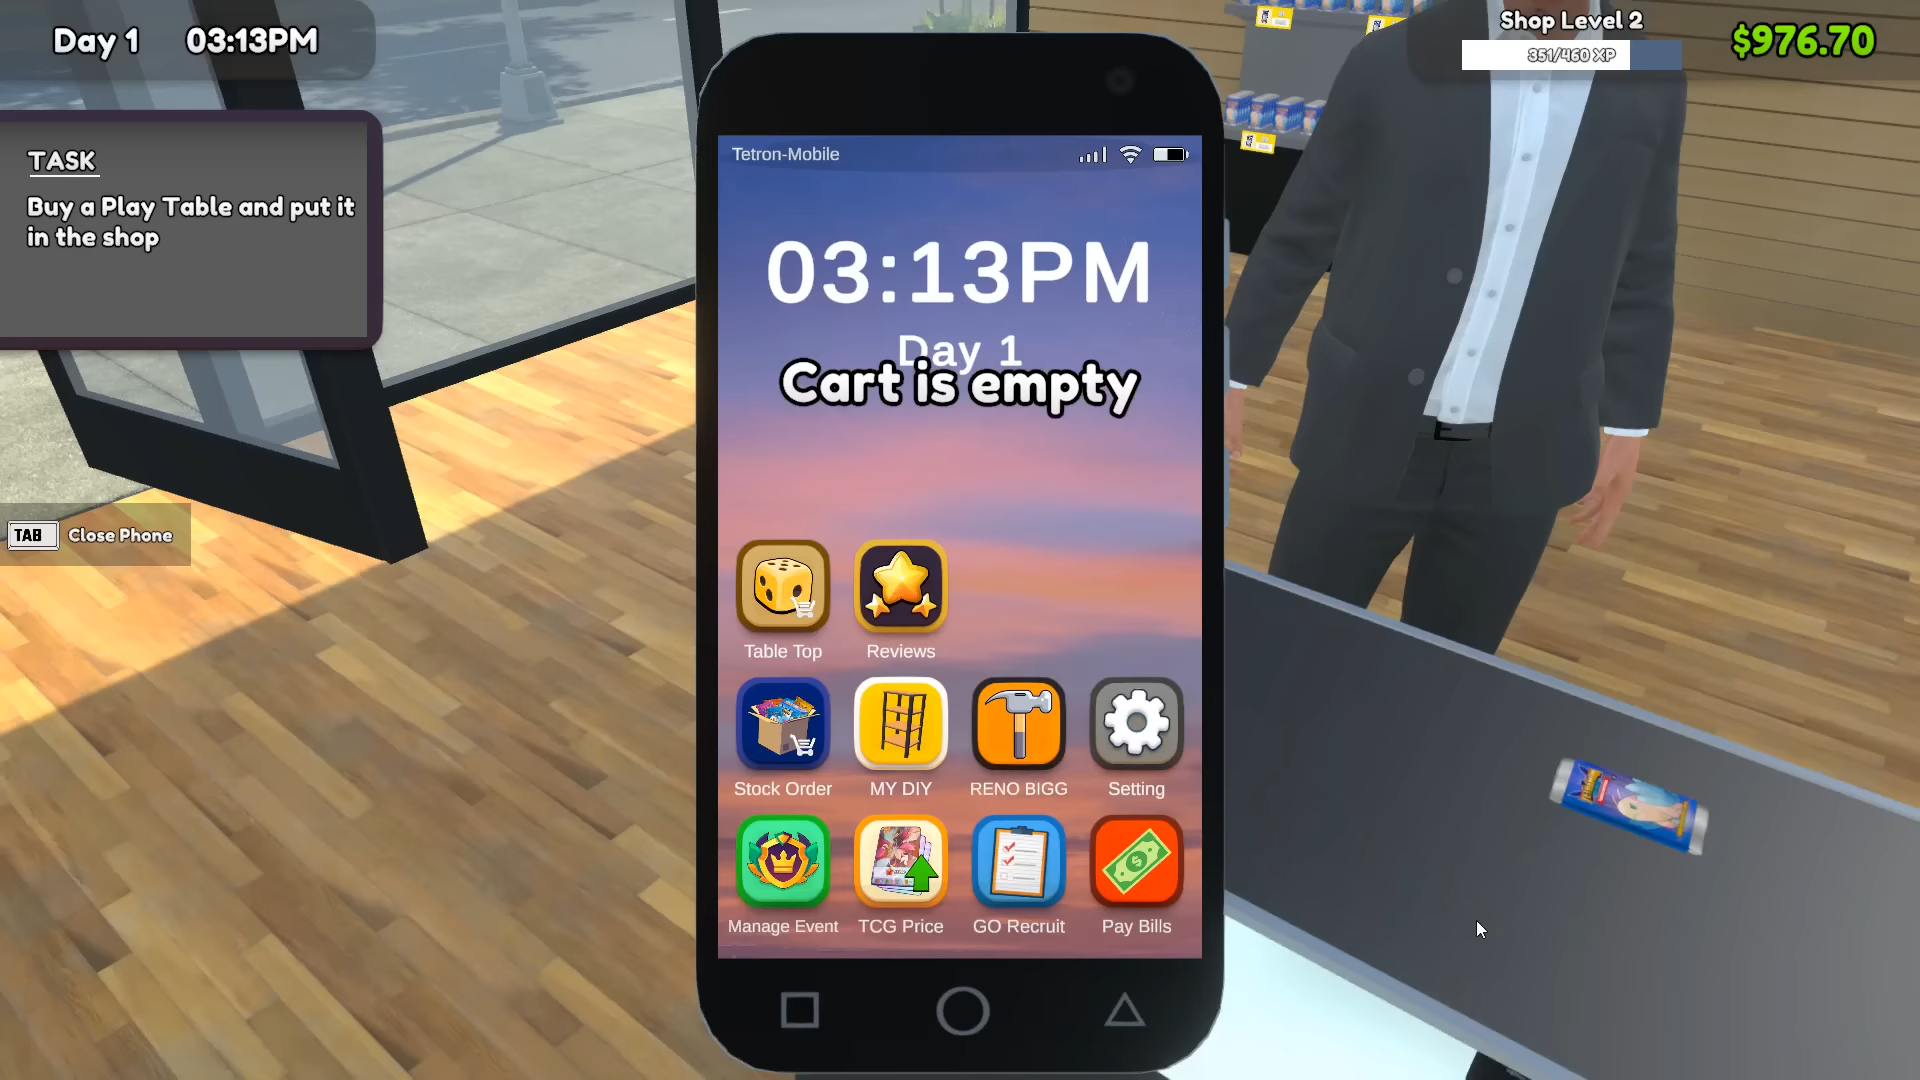 Day 1 03:13PM
Shop Level 2
351/460 XP
$976.70
TASK
Buy a Play Table and put it
in the shop
TAB Close Phone
Tetron-Mobile
03:13PM
Day 1
Cart is empty
Table Top Reviews
Stock Order MY DIY RENO BIGG Setting
Manage Event TCG Price GO Recruit Pay Bills